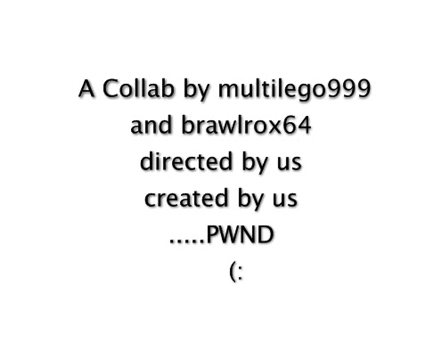 A Collab by multilego999
and brawlrox64
directed by us
created by us
.....PWND
(: